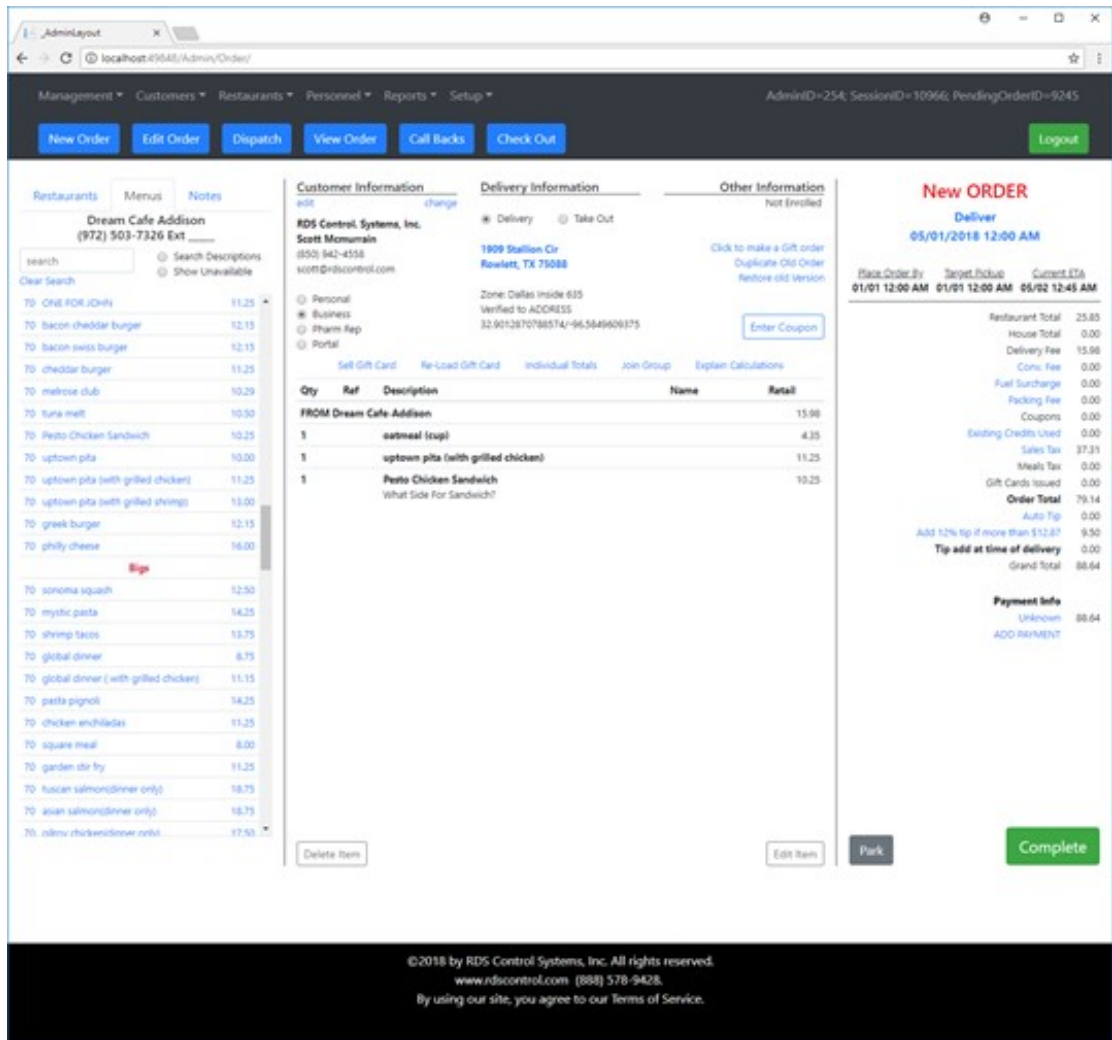 _AdminLayout
localhost:49848/Admin/Order/
Management Customers Restaurants Personnel Reports Setup AdminID=254; SessionID=10966; PendingOrderID=9245
New Order Edit Order Dispatch View Order Call Backs Check Out Logout
Restaurants Menus Notes
Dream Cafe Addison
(972) 503-7326 Ext ____
search
Search Descriptions
Show Unavailable
Clear Search
70 ONE FOR JOHN 11.25
70 bacon cheddar burger 12.15
70 bacon swiss burger 12.15
70 cheddar burger 11.25
70 melrose club 10.29
70 tuna melt 10.50
70 Pesto Chicken Sandwich 10.25
70 uptown pita 10.00
70 uptown pita (with grilled chicken) 11.25
70 uptown pita (with grilled shrimp) 13.00
70 greek burger 12.15
70 philly cheese 16.00
Bigs
70 sonoma squash 12.50
70 mystic pasta 14.25
70 shrimp tacos 13.75
70 global dinner 8.75
70 global dinner ( with grilled chicken) 11.15
70 pasta pignoli 14.25
70 chicken enchiladas 11.25
70 square meal 8.00
70 garden stir fry 11.25
70 tuscan salmon(dinner only) 18.75
70 asian salmon(dinner only) 18.75
70 chicken(dinner only) 17.50
Customer Information
edit change
RDS Control. Systems, Inc.
Scott Mcmurrain
(850) 942-4558
scott@rdscontrol.com
Personal
Business
Pharm Rep
Portal
Delivery Information
Delivery Take Out
1909 Stallion Cir
Rowlett, TX 75088
Zone: Dallas Inside 635
Verified to ADDRESS
32.9012870788574/-96.5849609375
Other Information
Not Enrolled
Click to make a Gift order
Duplicate Old Order
Restore old Version
Enter Coupon
Sell Gift Card Re-Load Gift Card Individual Totals Join Group Explain Calculations
Qty Ref Description Name Retail
FROM Dream Cafe-Addison 15.98
1 oatmeal (cup) 4.35
1 uptown pita (with grilled chicken) 11.25
1 Pesto Chicken Sandwich 10.25
What Side For Sandwich?
Delete Item Edit Item
New ORDER
Deliver
05/01/2018 12:00 AM
Place Order By Target Pickup Current ETA
01/01 12:00 AM 01/01 12:00 AM 05/02 12:45 AM
Restaurant Total 25.85
House Total 0.00
Delivery Fee 15.98
Conv. Fee 0.00
Fuel Surcharge 0.00
Packing Fee 0.00
Coupons 0.00
Existing Credits Used 0.00
Sales Tax 37.31
Meals Tax 0.00
Gift Cards Issued 0.00
Order Total 79.14
Auto Tip 0.00
Add 12% tip if more than $12.87 9.50
Tip add at time of delivery 0.00
Grand Total 88.64
Payment Info
Unknown 88.64
ADD PAYMENT
Park Complete
©2018 by RDS Control Systems, Inc. All rights reserved.
www.rdscontrol.com (888) 578-9428.
By using our site, you agree to our Terms of Service.